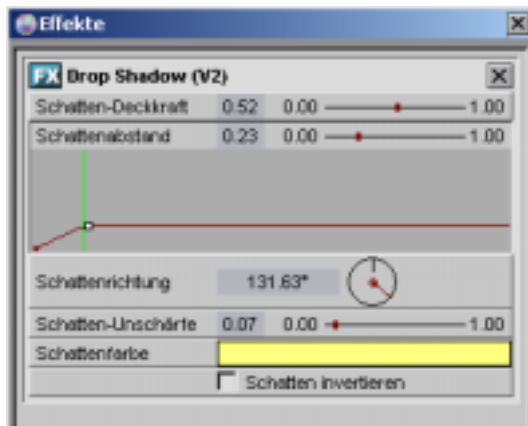 Effekte
FX Drop Shadow (V2)
Schatten-Deckkraft 0.52 0.00 1.00
Schattenabstand 0.23 0.00 1.00
Schattenrichtung 131.63°
Schatten-Unschärfe 0.07 0.00 1.00
Schattenfarbe
Schatten invertieren